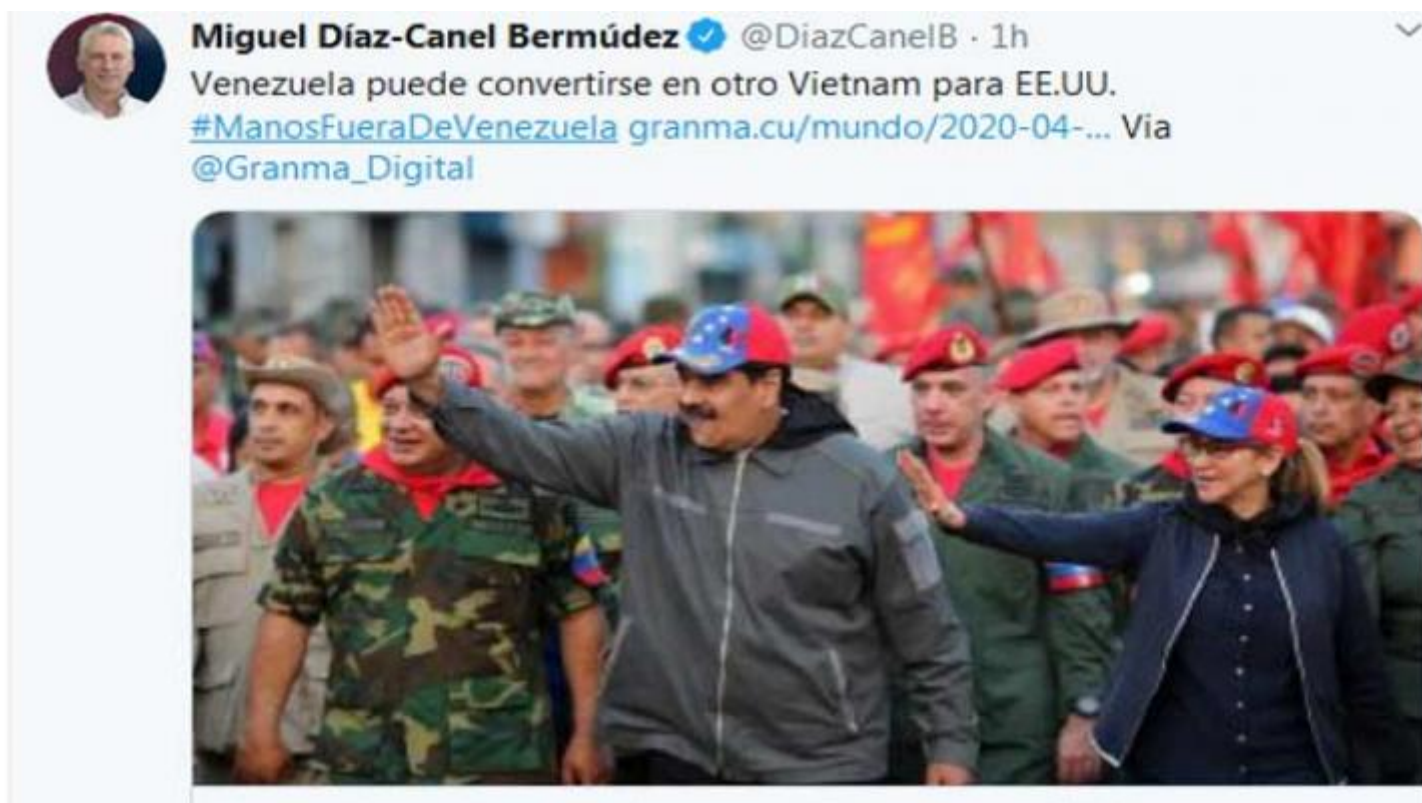 Miguel Díaz-Canel Bermúdez @DiazCanelB · 1h
Venezuela puede convertirse en otro Vietnam para EE.UU.
#ManosFueraDeVenezuela granma.cu/mundo/2020-04-... Via
@Granma_Digital